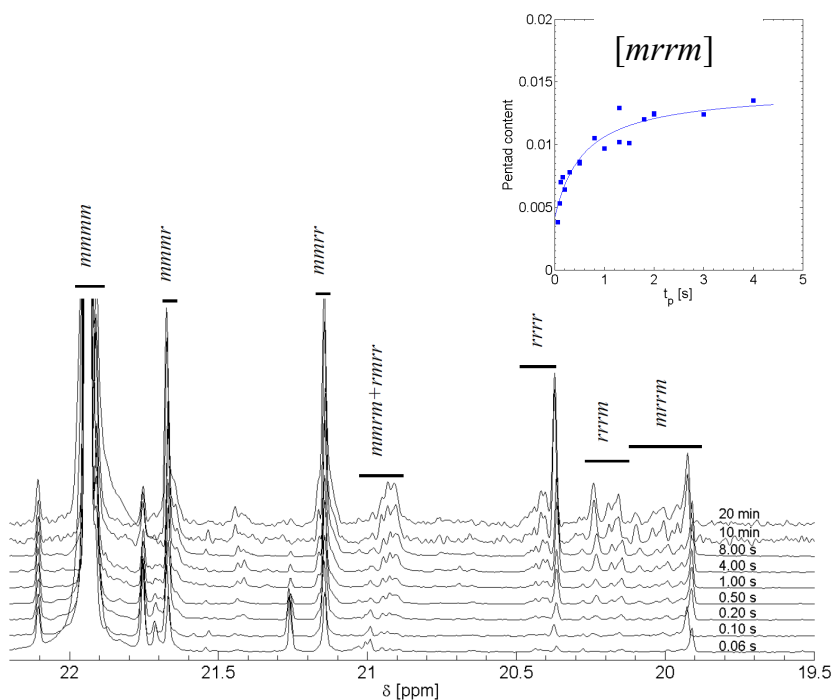 0.02
0.015
0.01
0.005
0
Pentad content
[mrrm]
0
1
2
3
4
5
t_p [s]
mmmm
mmmr
mmrr
mmrm+rmrr
rrrr
rrrm
mrrm
20 min
10 min
8.00 s
4.00 s
1.00 s
0.50 s
0.20 s
0.10 s
0.06 s
22
21.5
21
20.5
20
19.5
δ [ppm]